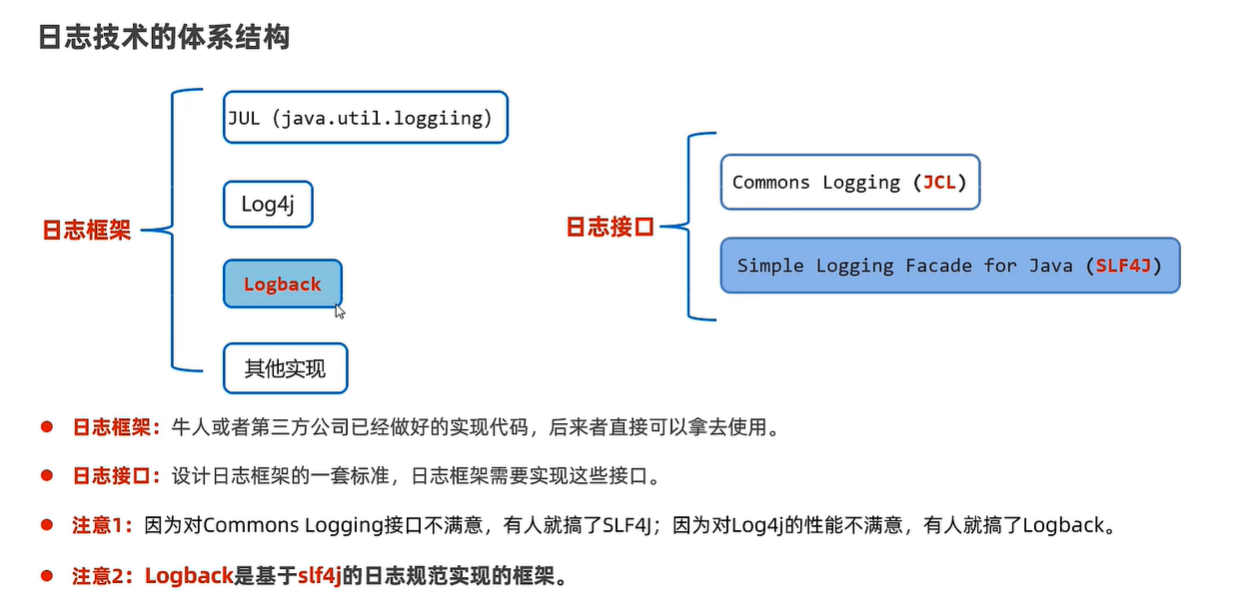 日志技术的体系结构
日志框架
JUL (java.util.loggiing)
Log4j
Logback
其他实现
日志接口
Commons Logging (JCL)
Simple Logging Facade for Java (SLF4J)
日志框架：牛人或者第三方公司已经做好的实现代码，后来者直接可以拿去使用。
日志接口：设计日志框架的一套标准，日志框架需要实现这些接口。
注意1：因为对Commons Logging接口不满意，有人就搞了SLF4J；因为对Log4j的性能不满意，有人就搞了Logback。
注意2：Logback是基于slf4j的日志规范实现的框架。